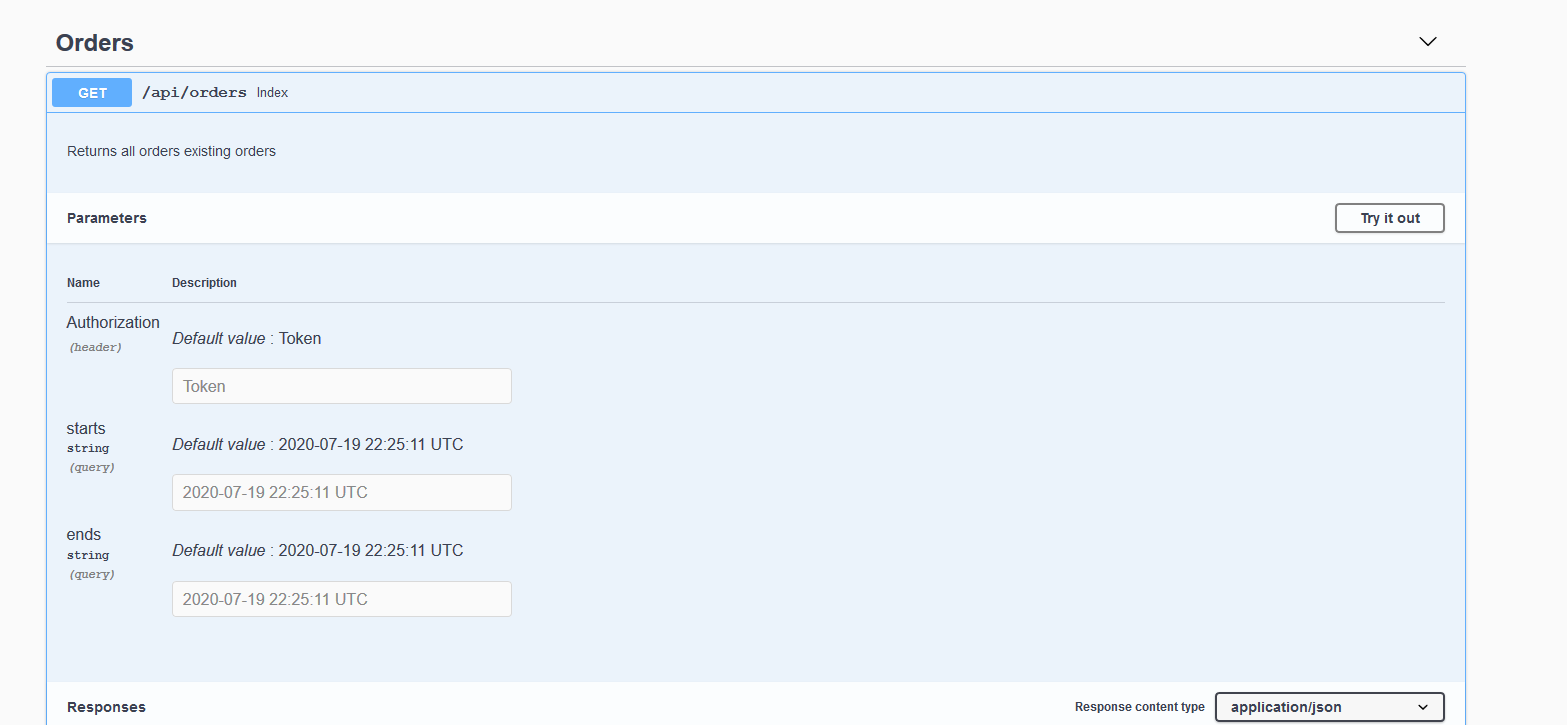 Orders
GET /api/orders Index
Returns all orders existing orders
Parameters
Try it out
Name Description
Authorization
(header)
Default value : Token
Token
starts
string
(query)
Default value : 2020-07-19 22:25:11 UTC
2020-07-19 22:25:11 UTC
ends
string
(query)
Default value : 2020-07-19 22:25:11 UTC
2020-07-19 22:25:11 UTC
Responses
Response content type application/json